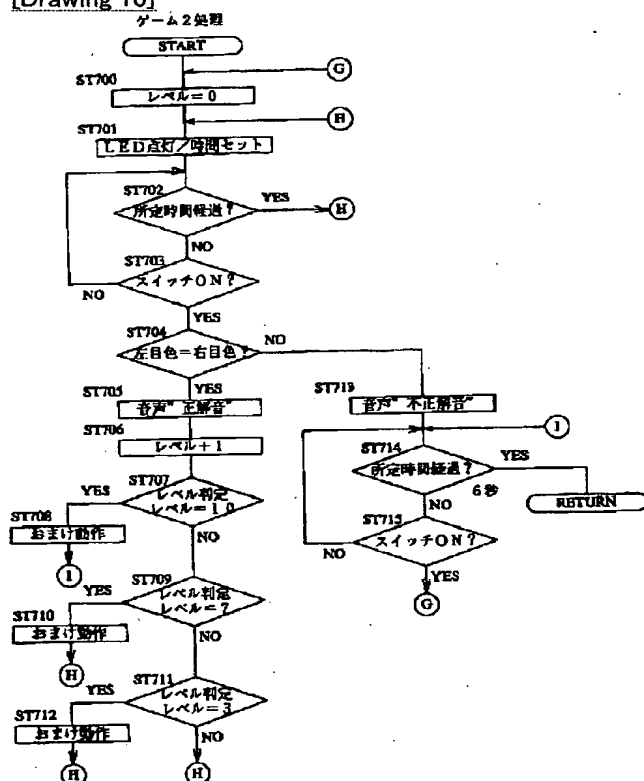 [Drawing 10]
ゲーム2処理
START
G
ST700
レベル=0
H
ST701
LED点灯/時間セット
ST702
所定時間経過?
YES
H
NO
ST703
スイッチON?
NO
YES
ST704
左目色=右目色?
NO
YES
ST705
音声"正解音"
ST706
レベル+1
ST707
レベル判定
レベル=10
YES
NO
ST708
おまけ動作
I
ST709
レベル判定
レベル=7
YES
NO
ST710
おまけ動作
H
ST711
レベル判定
レベル=3
YES
NO
ST712
おまけ動作
H
H
ST713
音声"不正解音"
I
ST714
所定時間経過?
YES
6秒
RETURN
NO
ST715
スイッチON?
NO
YES
G